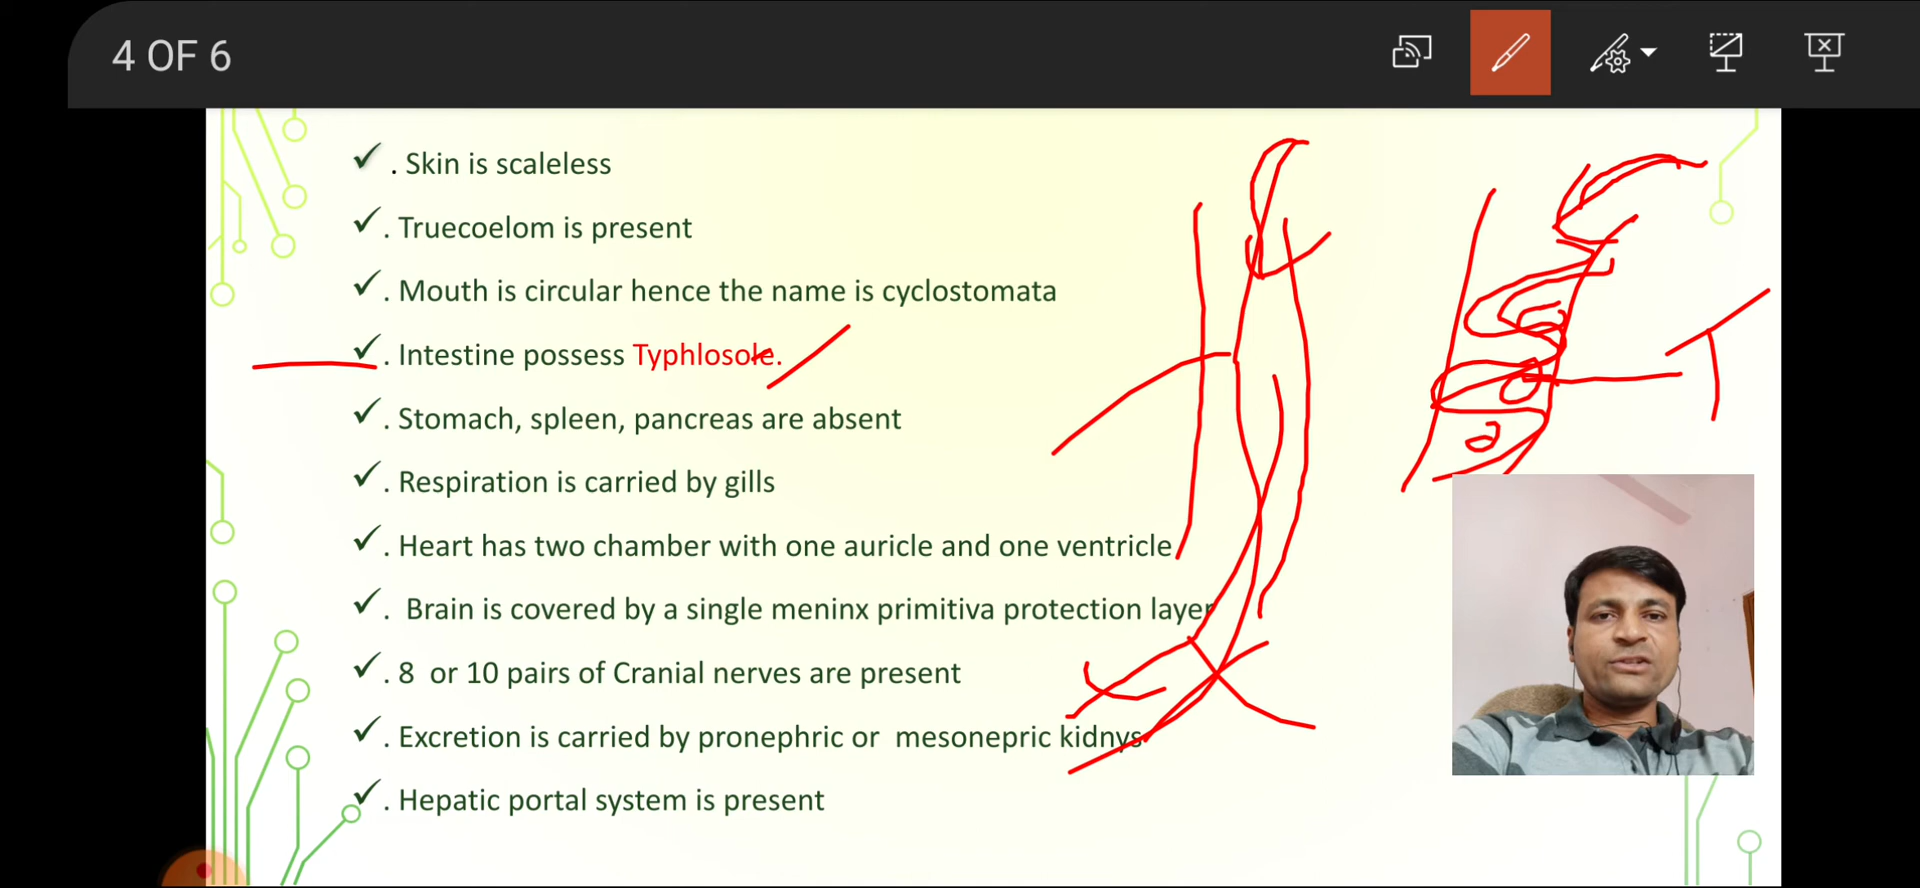 4 OF 6
✓ . Skin is scaleless
✓ . Truecoelom is present
✓ . Mouth is circular hence the name is cyclostomata
✓ . Intestine possess Typhlosole.
✓ . Stomach, spleen, pancreas are absent
✓ . Respiration is carried by gills
✓ . Heart has two chamber with one auricle and one ventricle
✓ . Brain is covered by a single meninx primitiva protection layer
✓ . 8 or 10 pairs of Cranial nerves are present
✓ . Excretion is carried by pronephric or mesonepric kidnys
✓ . Hepatic portal system is present